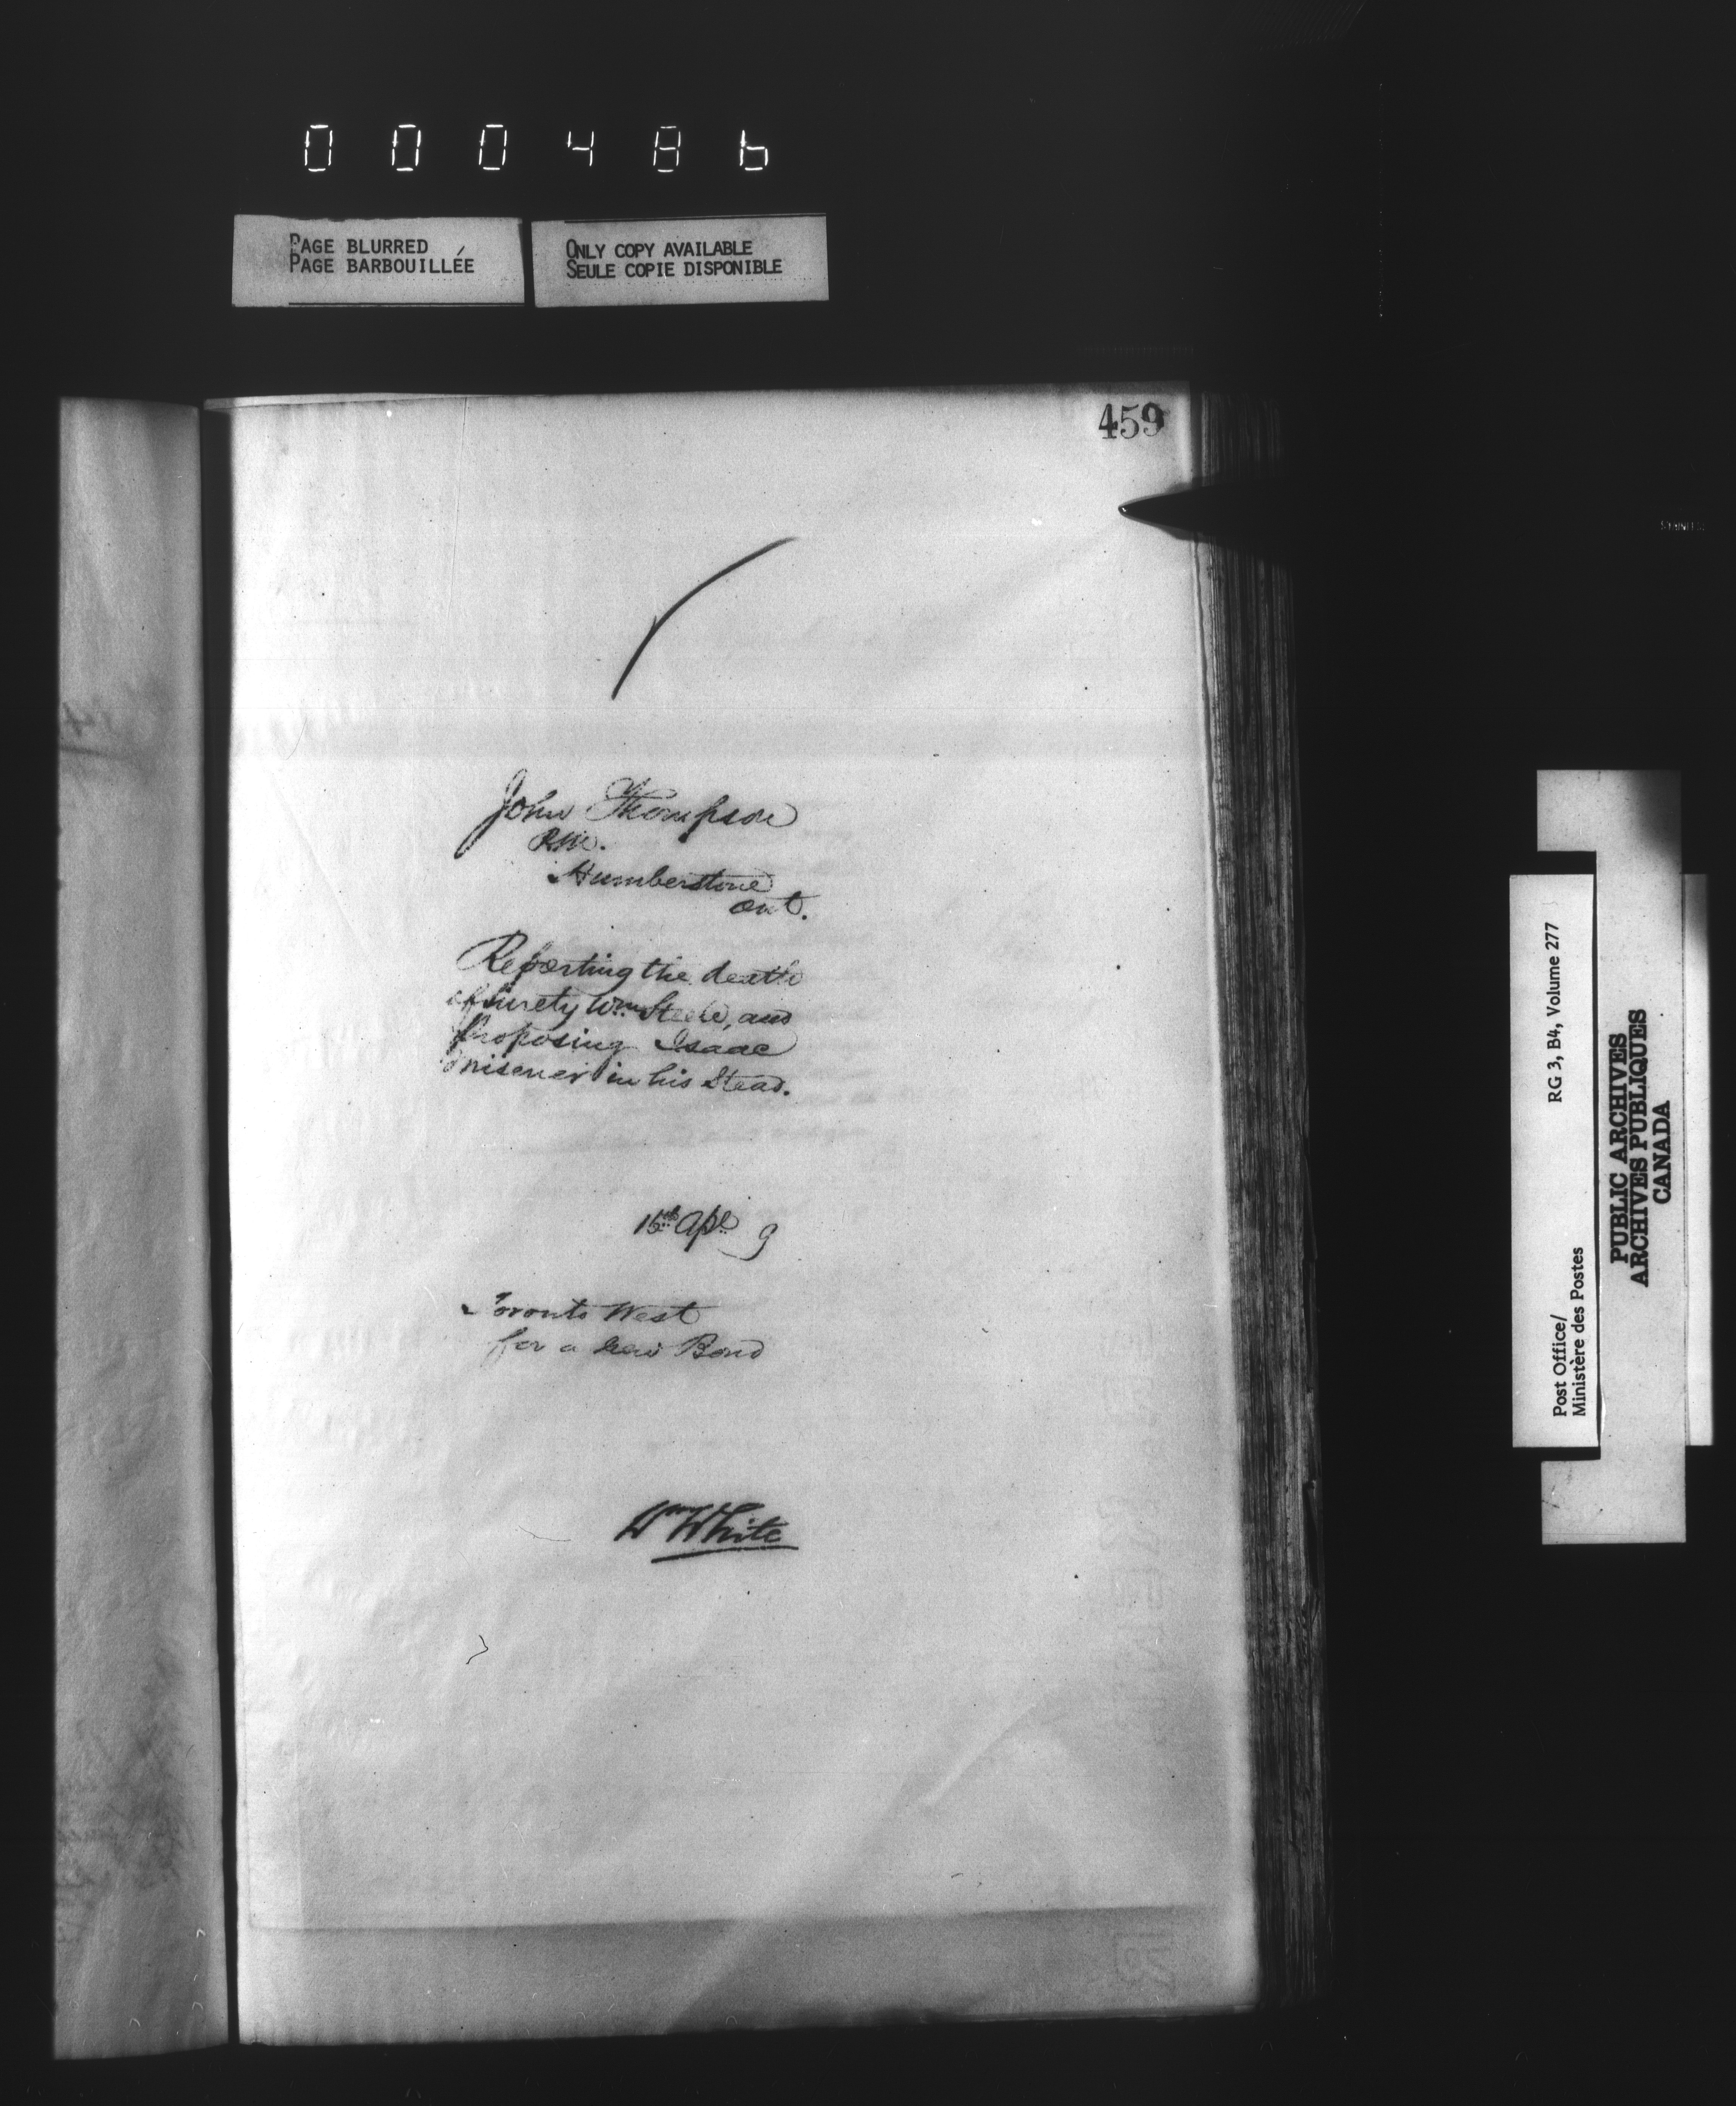 000486
PAGE BLURRED
PAGE BARBOUILLÉE
ONLY COPY AVAILABLE
SEULE COPIE DISPONIBLE
459
John Thompson
P.M.
Humberstone
Ont.
Reporting the death
of surety Wm Steele, and
proposing Isaac
Misener in his Stead.
Apl 9
Toronto West
for a new Bond
Wm White
Post Office/ RG 3, B4, Volume 277
Ministère des Postes
PUBLIC ARCHIVES
ARCHIVES PUBLIQUES
CANADA